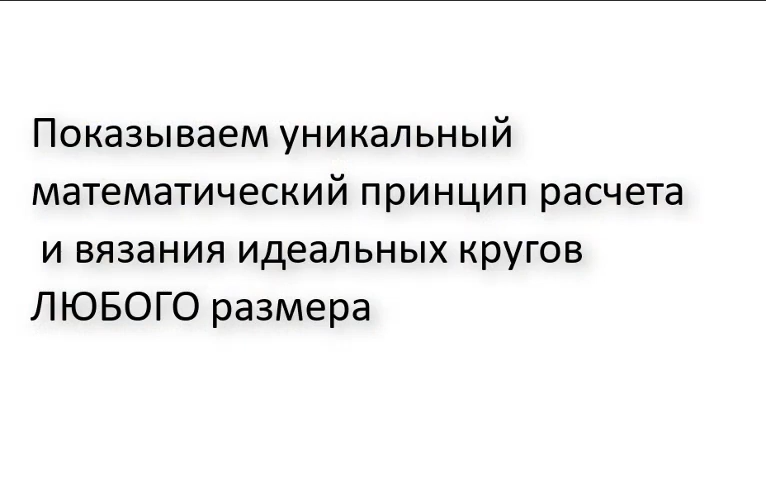 Показываем уникальный
математический принцип расчета
и вязания идеальных кругов
ЛЮБОГО размера